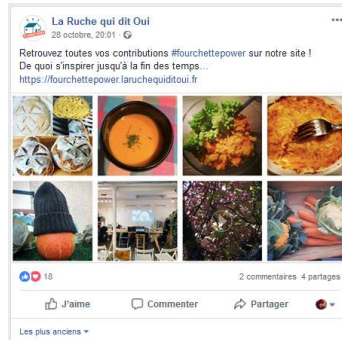 La Ruche qui dit Oui
28 octobre, 20:01 ·
Retrouvez toutes vos contributions #fourchettepower sur notre site !
De quoi s'inspirer jusqu'à la fin des temps...
https://fourchettepower.laruchequiditoui.fr
18
2 commentaires 4 partages
J'aime Commenter Partager
Les plus anciens